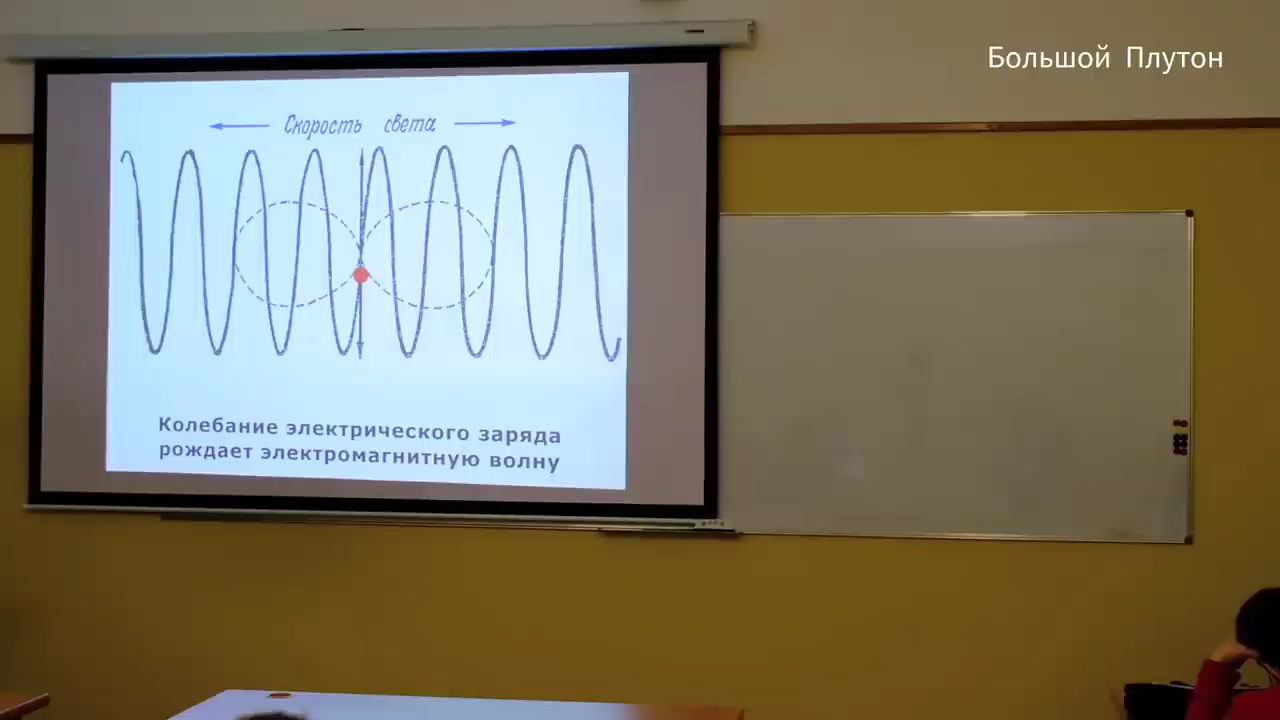 Большой Плутон
Скорость света
Колебание электрического заряда
рождает электромагнитную волну